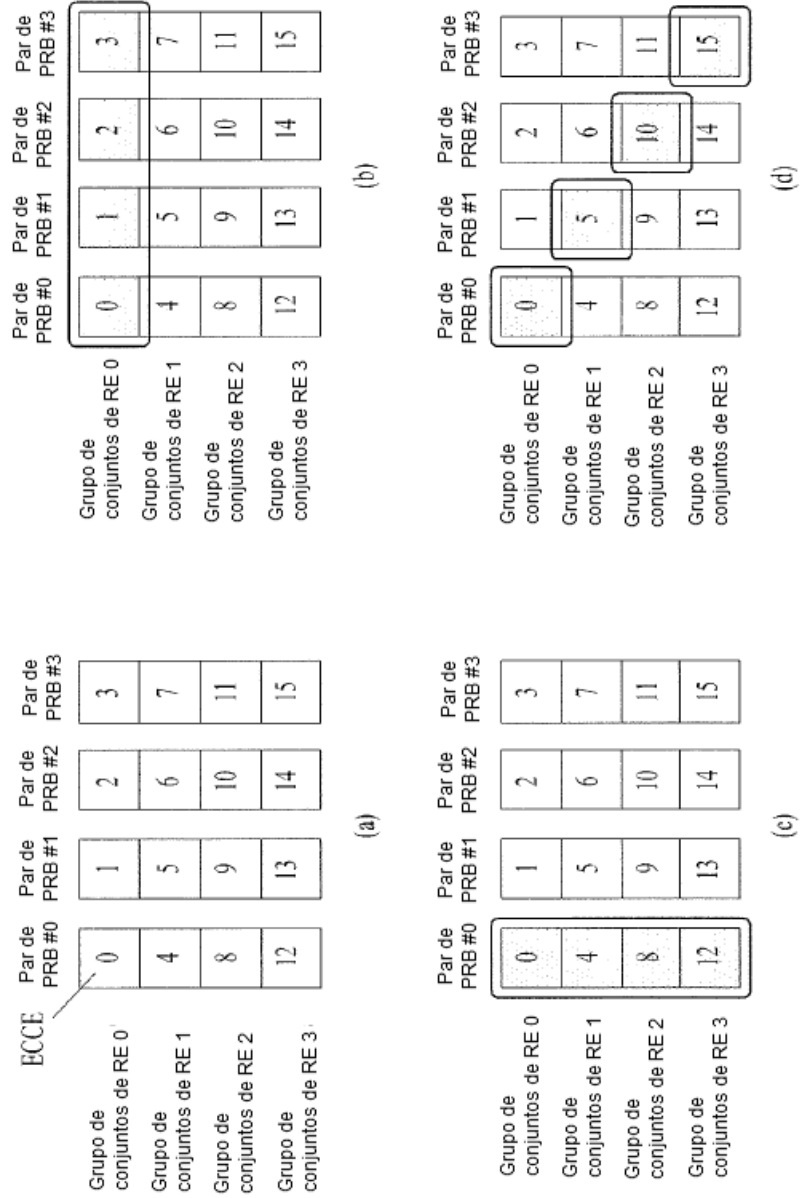 ECCE
Par de
PRB #0
Par de
PRB #1
Par de
PRB #2
Par de
PRB #3
Grupo de
conjuntos de RE 0
0 1 2 3
Grupo de
conjuntos de RE 1
4 5 6 7
Grupo de
conjuntos de RE 2
8 9 10 11
Grupo de
conjuntos de RE 3
12 13 14 15
(a)
Par de
PRB #0
Par de
PRB #1
Par de
PRB #2
Par de
PRB #3
Grupo de
conjuntos de RE 0
0 1 2 3
Grupo de
conjuntos de RE 1
4 5 6 7
Grupo de
conjuntos de RE 2
8 9 10 11
Grupo de
conjuntos de RE 3
12 13 14 15
(b)
Par de
PRB #0
Par de
PRB #1
Par de
PRB #2
Par de
PRB #3
Grupo de
conjuntos de RE 0
0 1 2 3
Grupo de
conjuntos de RE 1
4 5 6 7
Grupo de
conjuntos de RE 2
8 9 10 11
Grupo de
conjuntos de RE 3
12 13 14 15
(c)
Par de
PRB #0
Par de
PRB #1
Par de
PRB #2
Par de
PRB #3
Grupo de
conjuntos de RE 0
0 1 2 3
Grupo de
conjuntos de RE 1
4 5 6 7
Grupo de
conjuntos de RE 2
8 9 10 11
Grupo de
conjuntos de RE 3
12 13 14 15
(d)